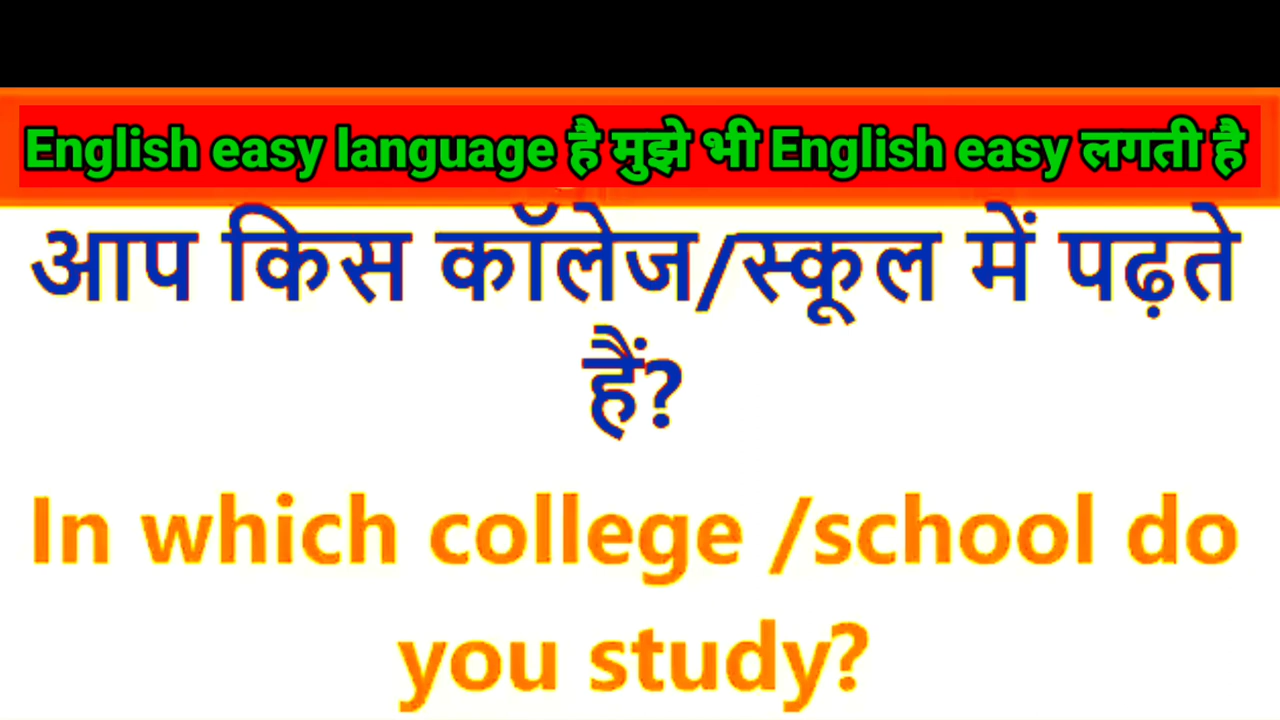 English easy language है मुझे भी English easy लगती है
आप किस कॉलेज/स्कूल में पढ़ते
हैं?
In which college /school do
you study?